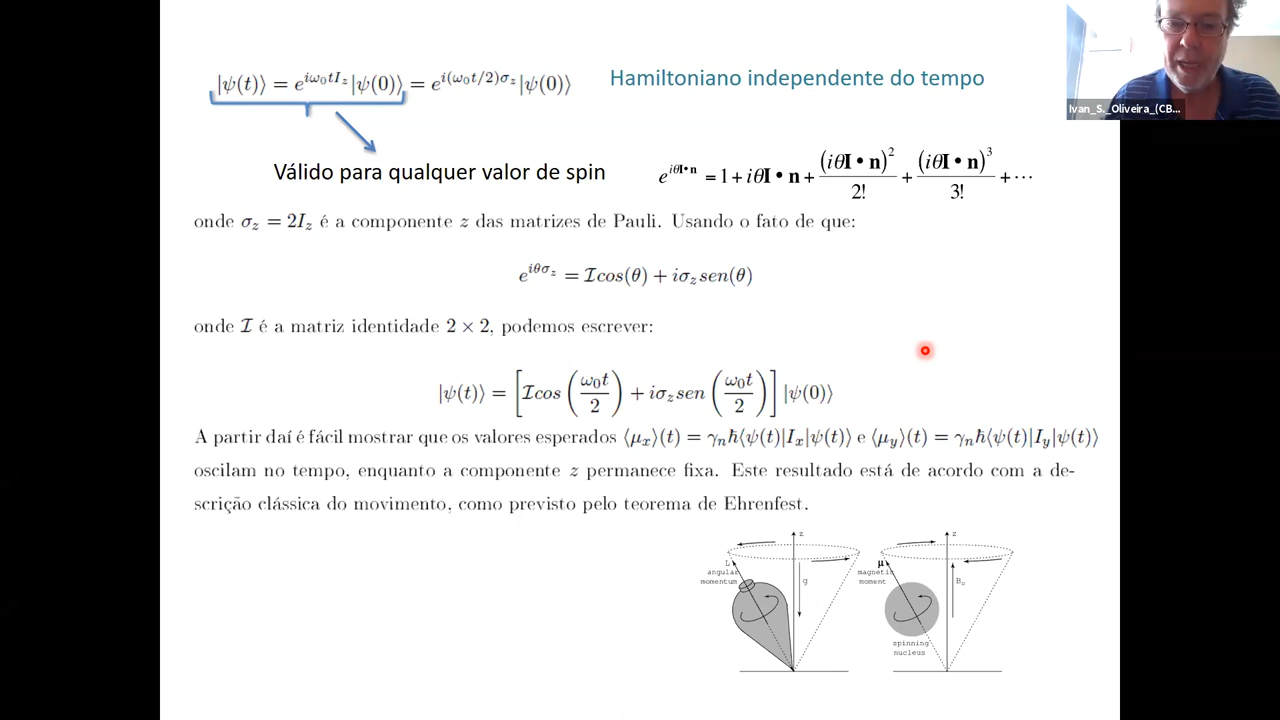 |ψ(t)⟩ = e^{iω₀tI_z}|ψ(0)⟩ = e^{i(ω₀t/2)σ_z}|ψ(0)⟩
Hamiltoniano independente do tempo
Ivan_S._Oliveira_(CB...
Válido para qualquer valor de spin
e^{iθI•n} = 1 + iθI • n + (iθI • n)²/2! + (iθI • n)³/3! + ⋯
onde σ_z = 2I_z é a componente z das matrizes de Pauli. Usando o fato de que:
e^{iθσ_z} = ℐcos(θ) + iσ_z sen(θ)
onde ℐ é a matriz identidade 2 × 2, podemos escrever:
|ψ(t)⟩ = [ℐcos(ω₀t/2) + iσ_z sen(ω₀t/2)] |ψ(0)⟩
A partir daí é fácil mostrar que os valores esperados ⟨μ_x⟩(t) = γ_nħ⟨ψ(t)|I_x|ψ(t)⟩ e ⟨μ_y⟩(t) = γ_nħ⟨ψ(t)|I_y|ψ(t)⟩
oscilam no tempo, enquanto a componente z permanece fixa. Este resultado está de acordo com a de-
scrição clássica do movimento, como previsto pelo teorema de Ehrenfest.
z
L
angular
momentum
g
z
μ
magnetic
moment
B₀
spinning
nucleus